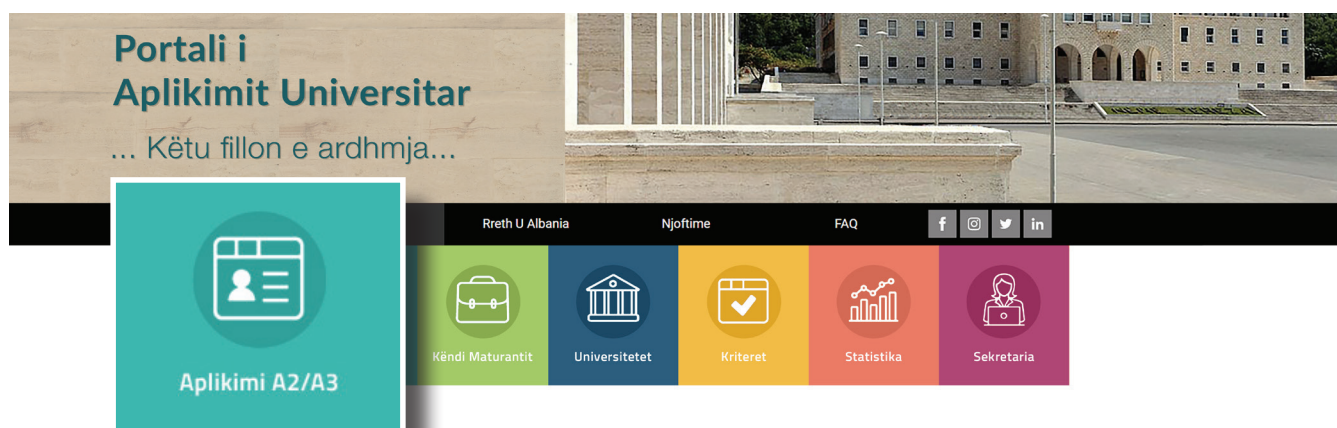 Portali i
Aplikimit Universitar
... Këtu fillon e ardhmja...
Rreth U Albania
Njoftime
FAQ
Aplikimi A2/A3
Këndi Maturantit
Universitetet
Kriteret
Statistika
Sekretaria